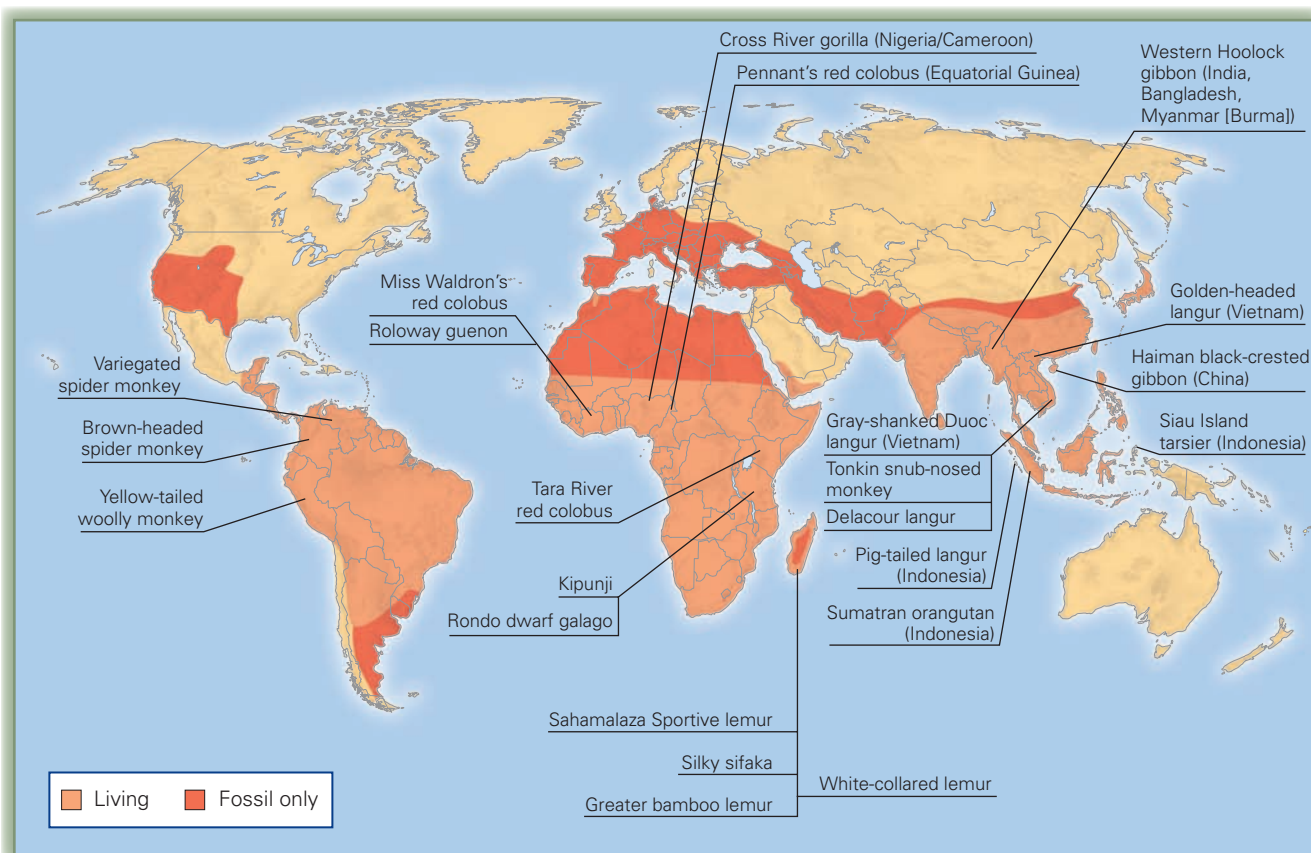 Cross River gorilla (Nigeria/Cameroon)
Pennant's red colobus (Equatorial Guinea)
Western Hoolock
gibbon (India,
Bangladesh,
Myanmar [Burma])
Miss Waldron's
red colobus
Roloway guenon
Golden-headed
langur (Vietnam)
Haiman black-crested
gibbon (China)
Variegated
spider monkey
Brown-headed
spider monkey
Yellow-tailed
woolly monkey
Gray-shanked Duoc
langur (Vietnam)
Tonkin snub-nosed
monkey
Delacour langur
Siau Island
tarsier (Indonesia)
Tara River
red colobus
Pig-tailed langur
(Indonesia)
Kipunji
Rondo dwarf galago
Sumatran orangutan
(Indonesia)
Sahamalaza Sportive lemur
Silky sifaka
White-collared lemur
Greater bamboo lemur
Living
Fossil only